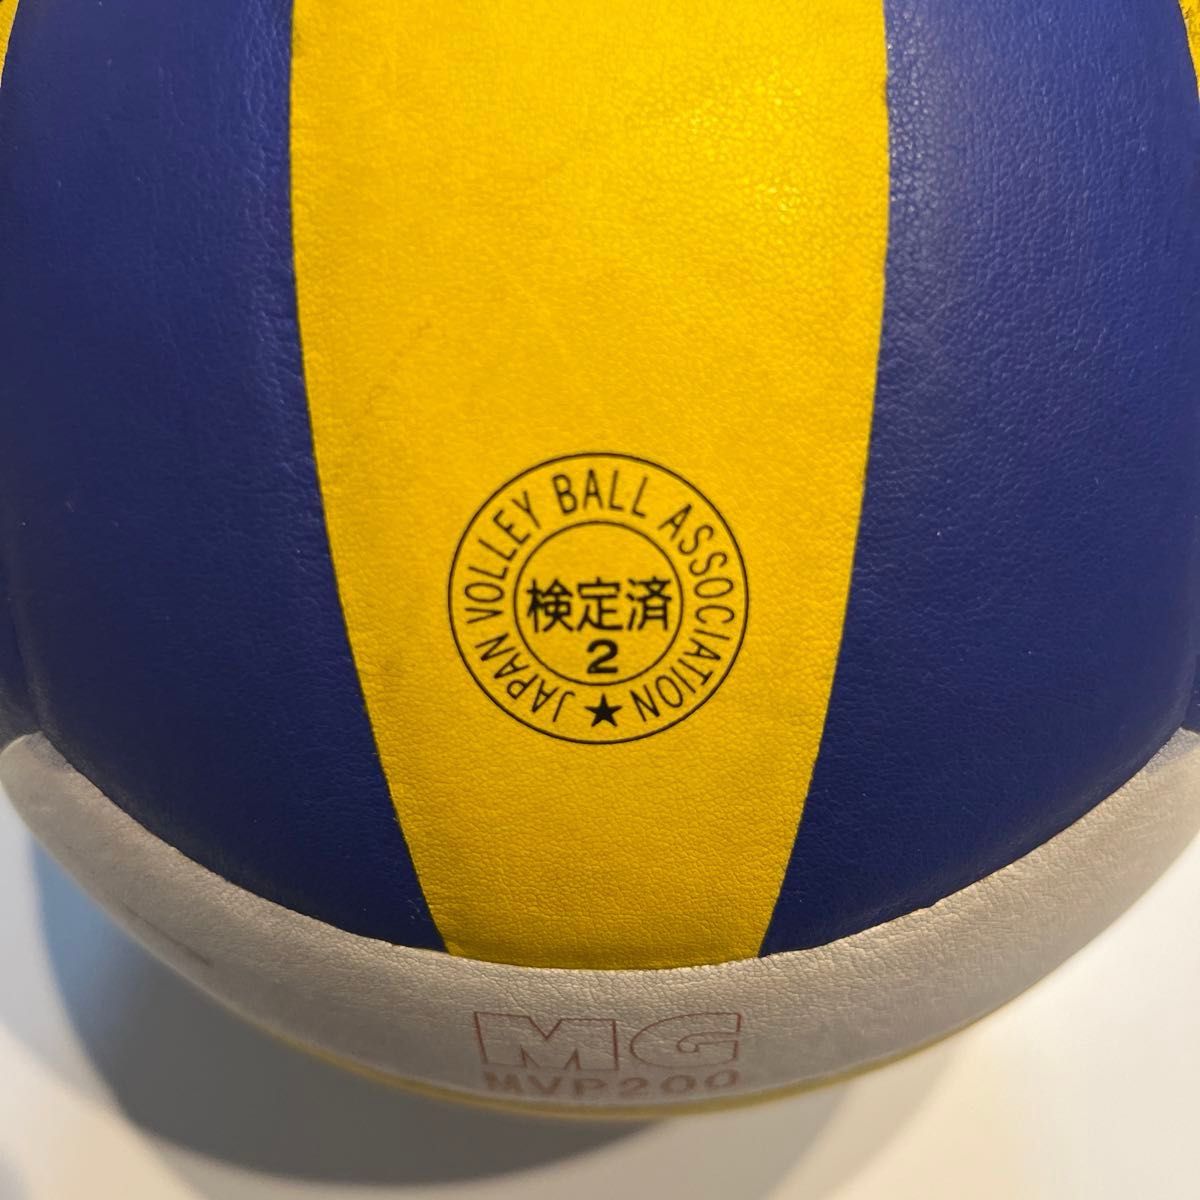 JAPAN VOLLEY BALL ASSOCIATION ★
検定済
2
MG
MVP200